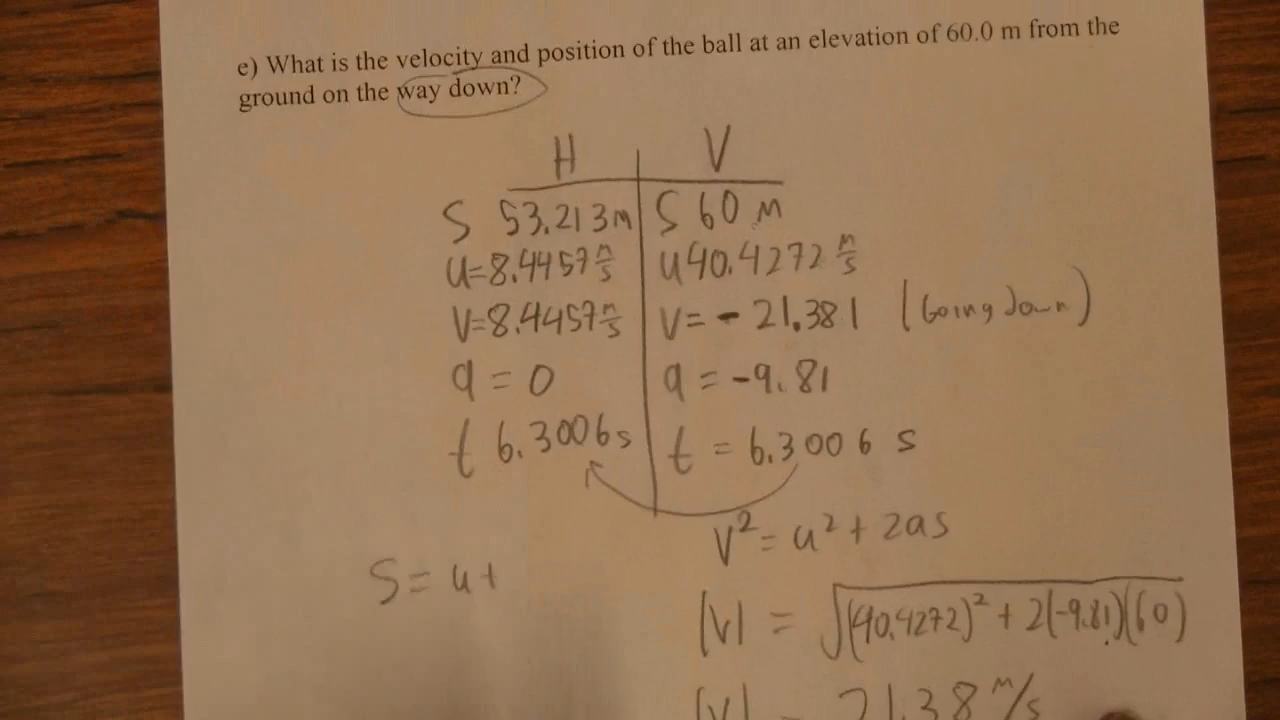 e) What is the velocity and position of the ball at an elevation of 60.0 m from the
ground on the way down?
H V
S 53.213m S 60 m
u=8.4457 m/s u 40.4272 m/s
V=8.4457 m/s V= - 21.381 (Going down)
a = 0 a = -9.81
t 6.3006s t = 6.3006 s
V² = u² + 2as
S = ut
|v| = √(40.4272)² + 2(-9.81)(60)
|v| = 21.38 m/s